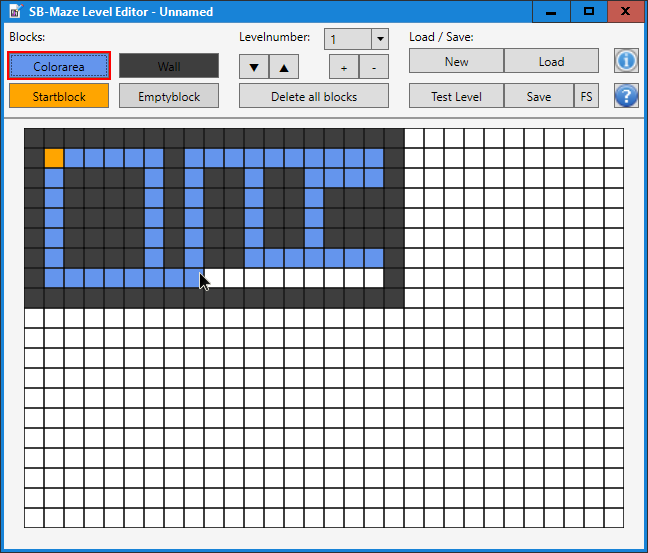 SB-Maze Level Editor - Unnamed
Blocks:
Levelnumber:
1
Load / Save:
Colorarea
Wall
▼
▲
+
-
New
Load
Startblock
Emptyblock
Delete all blocks
Test Level
Save
FS
?